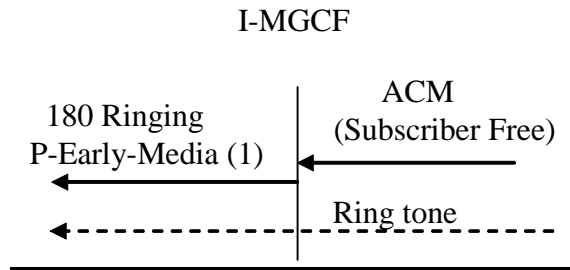 I-MGCF
180 Ringing
P-Early-Media (1)
ACM
(Subscriber Free)
Ring tone